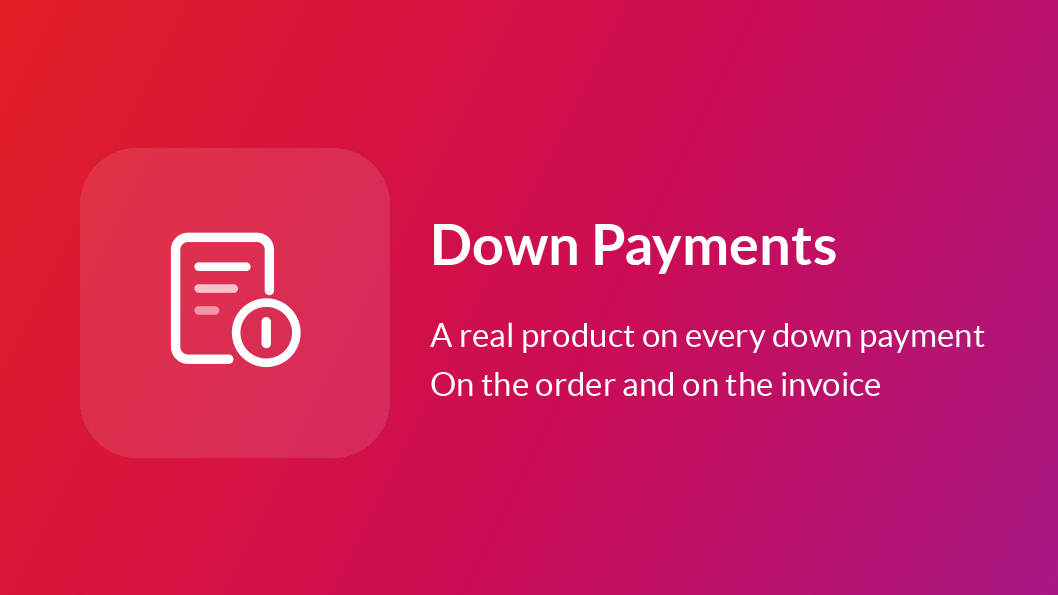 Down Payments
A real product on every down payment
On the order and on the invoice